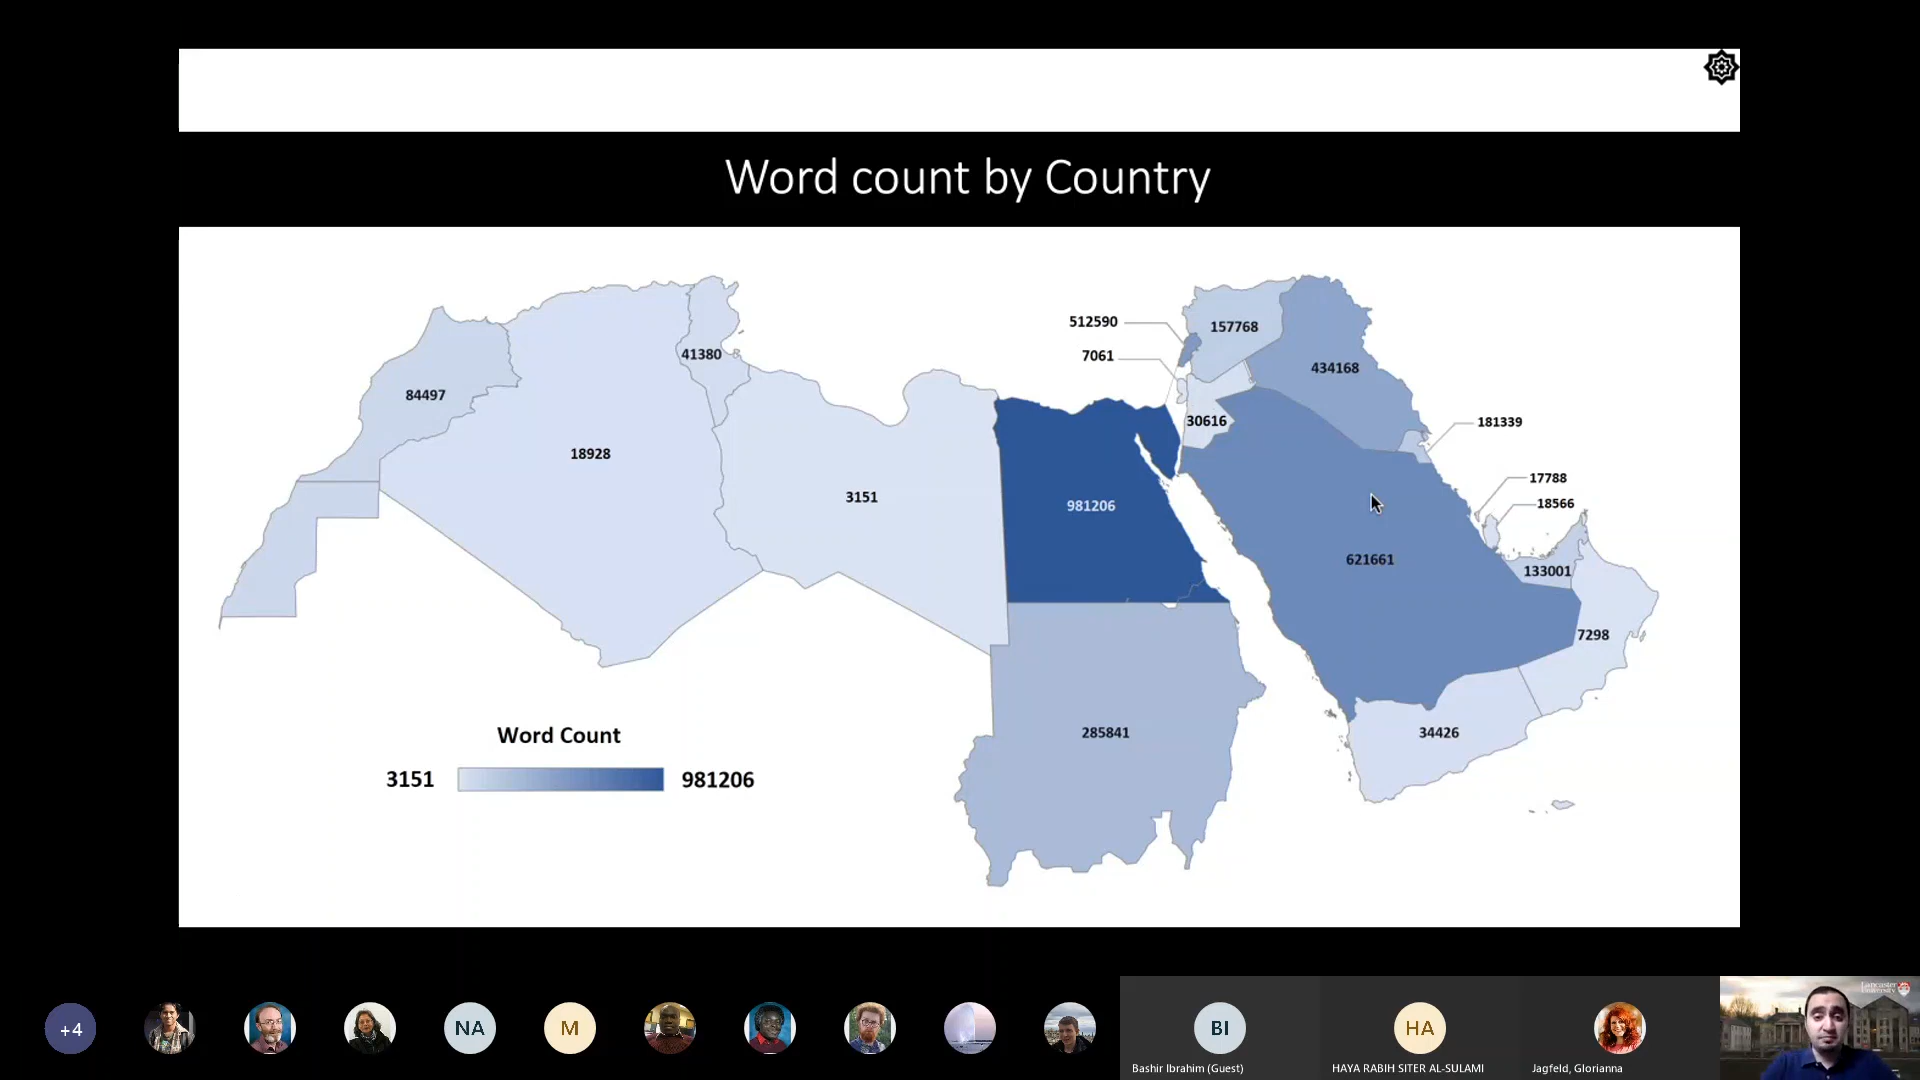 Word count by Country
512590
157768
7061
434168
41380
84497
30616
181339
18928
17788
3151
981206
18566
621661
133001
7298
285841
34426
Word Count
3151
981206
+4
NA
M
BI
HA
Bashir Ibrahim (Guest)
HAYA RABIH SITER AL-SULAMI
Jagfeld, Glorianna
Lancaster
University